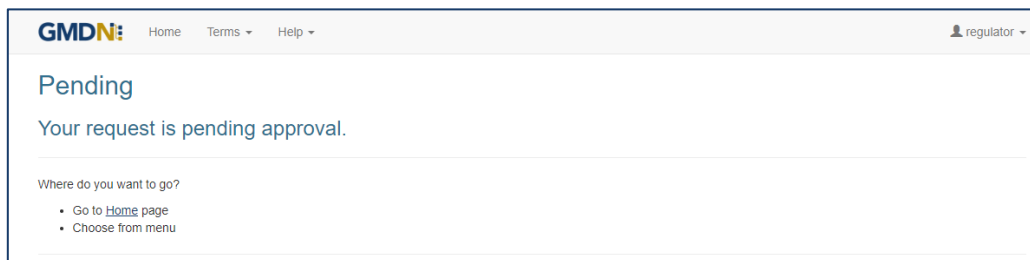 GMDN Home Terms Help regulator
Pending
Your request is pending approval.
Where do you want to go?
• Go to Home page
• Choose from menu